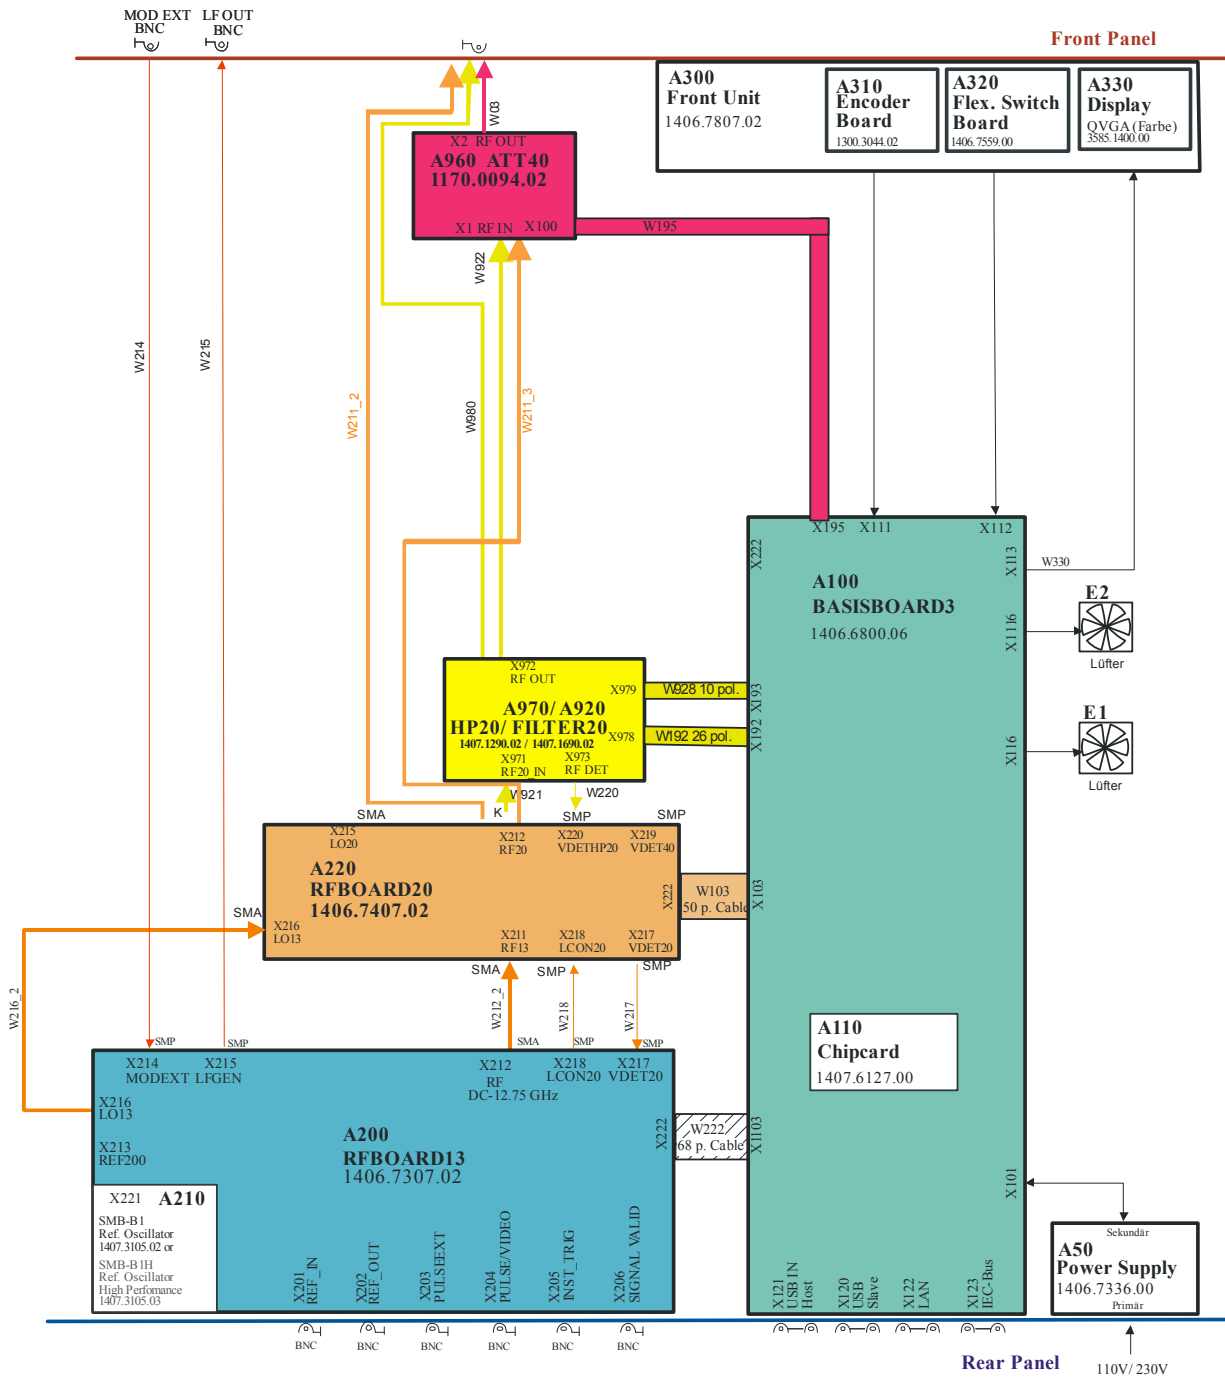 MOD EXT
BNC
LF OUT
BNC
Front Panel
A300
Front Unit
1406.7807.02
A310
Encoder
Board
1300.3044.02
A320
Flex. Switch
Board
1406.7559.00
A330
Display
QVGA (Farbe)
3585.1400.00
W03
X2 RF OUT
A960 ATT40
1170.0094.02
X1 RF IN X100
W195
W922
W214
W215
W211_2
W980
W211_3
X195
X111
X112
X222
X113
W330
A100
BASISBOARD3
1406.6800.06
E2
X1116
Lüfter
X972
RF OUT
X979
W928 10 pol.
X193
A970/ A920
HP20/ FILTER20
1407.1290.02 / 1407.1690.02
X978
W192 26 pol.
X192
X971
RF20_IN
X973
RF DET
E1
X116
Lüfter
W921
W220
K
SMA
SMP
SMP
X215
LO20
X212
RF20
X220
VDETHP20
X219
VDET40
A220
RFBOARD20
1406.7407.02
X222
W103
50 p. Cable
X103
SMA
X216
LO13
X211
RF13
X218
LCON20
X217
VDET20
SMA
SMP
SMP
W216_2
W212_2
W218
W217
SMP
SMP
SMA
SMP
SMP
X214
MODEXT
X215
LFGEN
X212
RF
DC-12.75 GHz
X218
LCON20
X217
VDET20
A110
Chipcard
1407.6127.00
X216
LO13
X213
REF200
A200
RFBOARD13
1406.7307.02
X222
W222
68 p. Cable
X1103
X101
X221 A210
SMB-B1
Ref. Oscillator
1407.3105.02 or
SMB-B1H
Ref. Oscillator
High Perfomance
1407.3105.03
X201
REF_IN
X202
REF_OUT
X203
PULSEEXT
X204
PULSE/VIDEO
X205
INST_TRIG
X206
SIGNAL VALID
X121
USB IN
Host
X120
USB
Slave
X122
LAN
X123
IEC-Bus
Sekundär
A50
Power Supply
1406.7336.00
Primär
BNC
BNC
BNC
BNC
BNC
BNC
Rear Panel
110V/ 230V